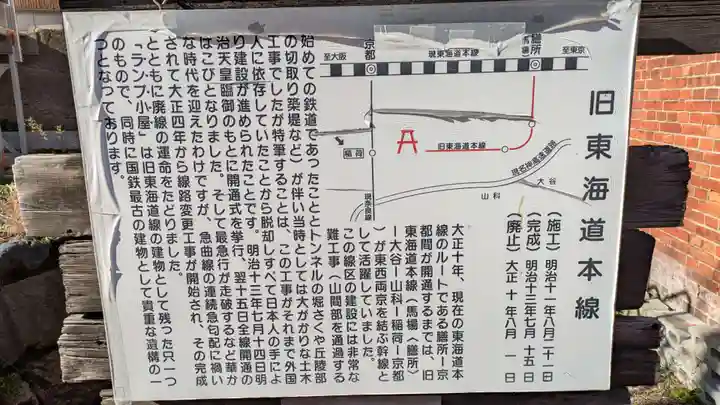 旧東海道本線
（施工）明治十一年八月二十一日
（完成）明治十三年七月 十五日
（廃止）大正 十 年八月 一日
至大阪
京都
現東海道本線
（馬場）
膳所
至東京
稲荷
旧東海道本線
現奈良線
現名神高速道路
山科
大谷
大正十年、現在の東海道本
線のルートである膳所ー京
都間が開通するまでは、旧
東海道本線（馬場〈膳所〉
ー大谷ー山科ー稲荷ー京都
）が東西両京を結ぶ幹線と
して活躍していました。
この線区の建設には非常な
難工事（山間部を通過する
始めての鉄道であったこととトンネルの堀さくや丘陵部
の切取り築堤など）が伴い当時としては大がかりな土木
工事でしたが特筆することは、この工事がそれまで外国
人に依存していたことから脱却しすべて日本人の手によ
り建設が進められたことです。明治十三年七月十四日明
治天皇臨御のもとに開通式を挙行、翌十五日全線開通の
はこびとなりました。そして最急行が走破するなど華か
な時代を迎えたわけですが、急曲線の連続急勾配に禍い
されて大正四年から線路変更工事が開始され、その完成
とともに廃線の運命をたどりました。
「ランプ小屋」は旧東海道線の建物として残った只一つ
のもので、同時に国鉄最古の建物として貴重な遺構の一
つとなっております。